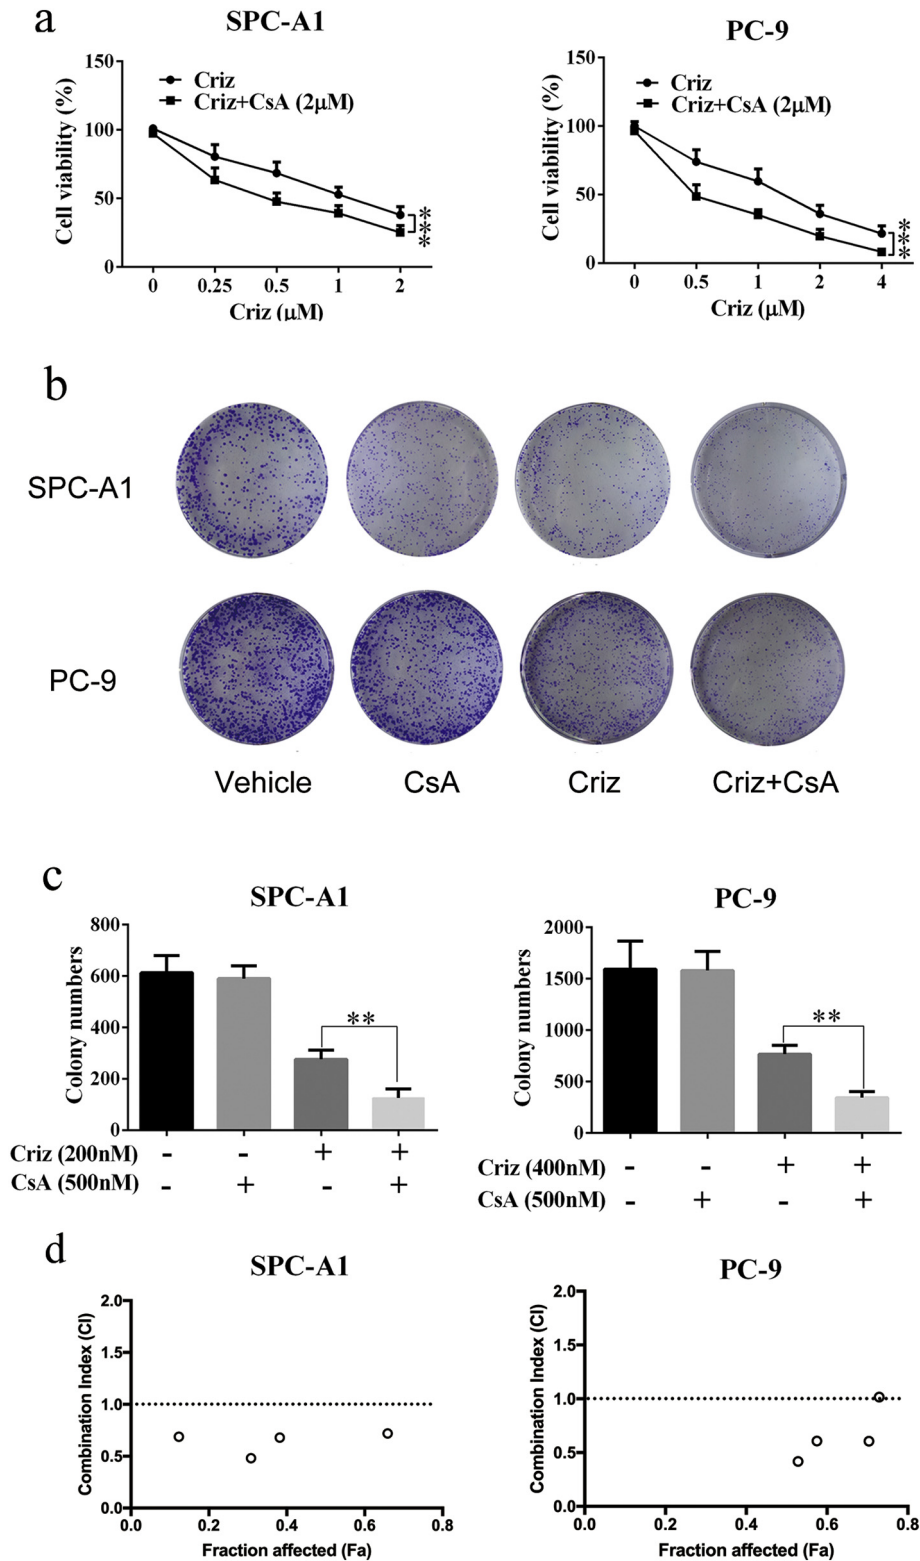 a
SPC-A1
PC-9
150
100
50
0
Cell viability (%)
Criz
Criz+CsA (2μM)
***
0 0.25 0.5 1 2
Criz (μM)
150
100
50
0
Cell viability (%)
Criz
Criz+CsA (2μM)
***
0 0.5 1 2 4
Criz (μM)
b
SPC-A1
PC-9
Vehicle CsA Criz Criz+CsA
c
SPC-A1
800
600
400
200
0
Colony numbers
**
Criz (200nM) - - + +
CsA (500nM) - + - +
PC-9
2000
1500
1000
500
0
Colony numbers
**
Criz (400nM) - - + +
CsA (500nM) - + - +
d
SPC-A1
2.0
1.5
1.0
0.5
0.0
Combination Index (CI)
0.0 0.2 0.4 0.6 0.8
Fraction affected (Fa)
PC-9
2.0
1.5
1.0
0.5
0.0
Combination Index (CI)
0.0 0.2 0.4 0.6 0.8
Fraction affected (Fa)